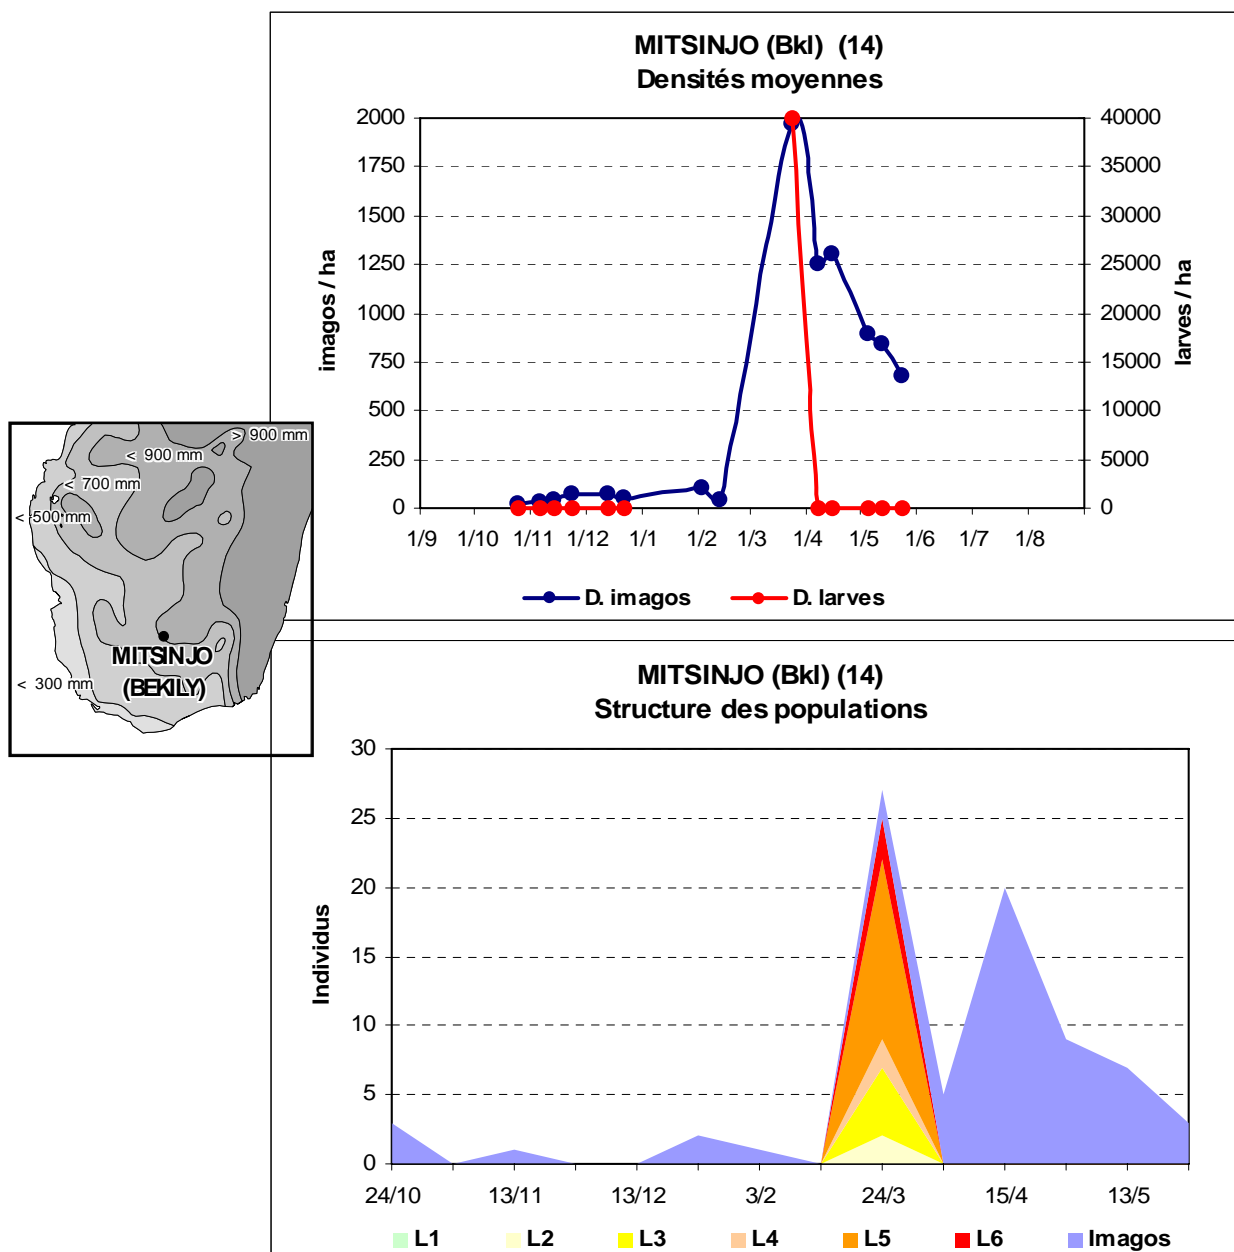 MITSINJO (Bkl) (14)
Densités moyennes
2000
1750
1500
1250
1000
750
500
250
0
imagos / ha
40000
35000
30000
25000
20000
15000
10000
5000
0
larves / ha
1/9 1/10 1/11 1/12 1/1 1/2 1/3 1/4 1/5 1/6 1/7 1/8
D. imagos D. larves
> 900 mm
< 900 mm
< 700 mm
< 500 mm
MITSINJO
(BEKILY)
< 300 mm
MITSINJO (Bkl) (14)
Structure des populations
30
25
20
15
10
5
0
Individus
24/10 13/11 13/12 3/2 24/3 15/4 13/5
L1 L2 L3 L4 L5 L6 Imagos